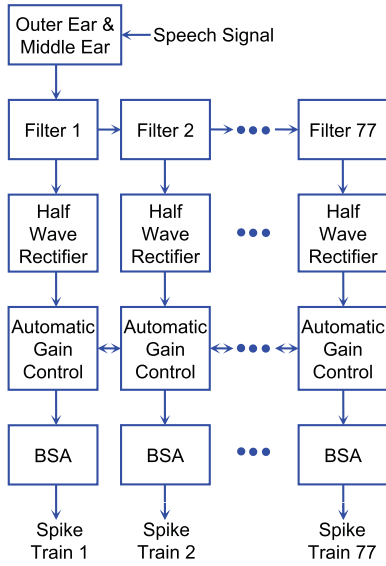 Outer Ear &
Middle Ear
Speech Signal
Filter 1
Filter 2
Filter 77
Half
Wave
Rectifier
Half
Wave
Rectifier
Half
Wave
Rectifier
Automatic
Gain
Control
Automatic
Gain
Control
Automatic
Gain
Control
BSA
BSA
BSA
Spike
Train 1
Spike
Train 2
Spike
Train 77